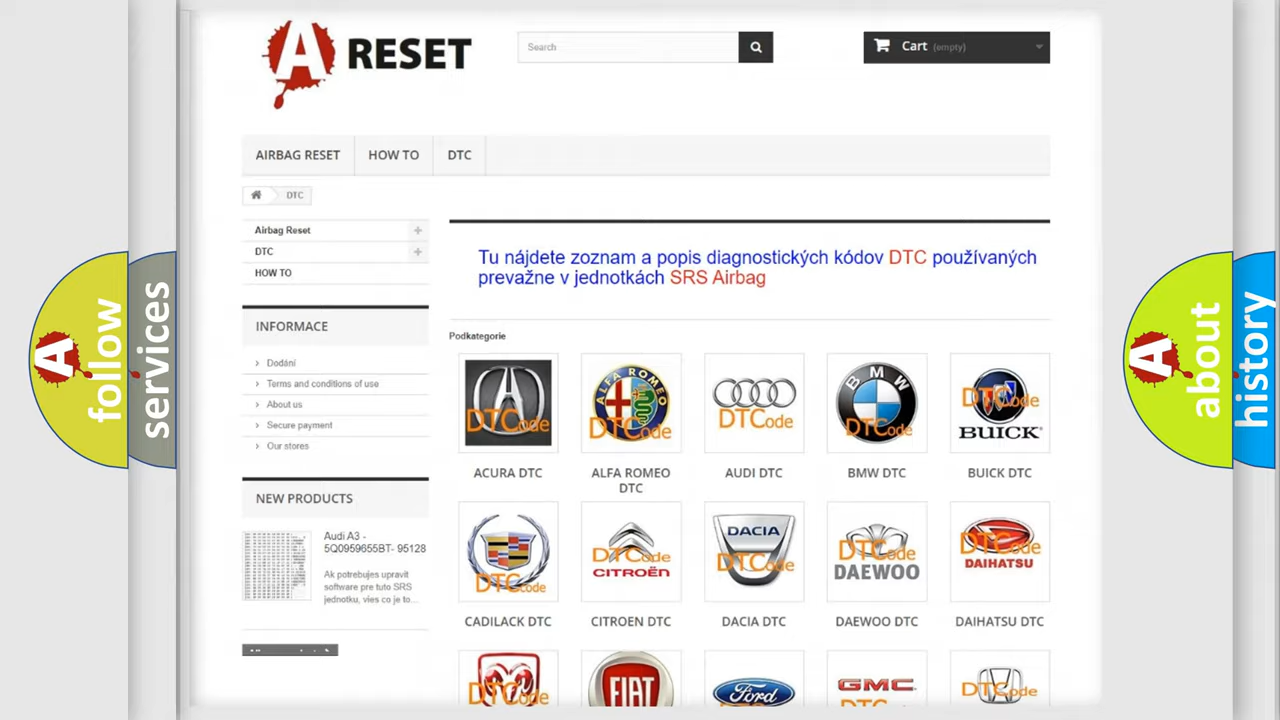 A RESET
Search
Cart (empty)
AIRBAG RESET
HOW TO
DTC
DTC
Airbag Reset
DTC
HOW TO
INFORMACE
Dodání
Terms and conditions of use
About us
Secure payment
Our stores
NEW PRODUCTS
Audi A3 -
5Q0959655BT- 95128
Ak potrebujes upravit
software pre tuto SRS
jednotku, vies co je to...
Tu nájdete zoznam a popis diagnostických kódov DTC používaných
prevažne v jednotkách SRS Airbag
Podkategorie
DTCode
ALFA ROMEO
DTCode
DTCode
BMW
DTCode
DTCode
BUICK
ACURA DTC
ALFA ROMEO
DTC
AUDI DTC
BMW DTC
BUICK DTC
DTCode
DTCode
CITROËN
DACIA
DTCode
DTCode
DAEWOO
DTCode
DAIHATSU
CADILACK DTC
CITROEN DTC
DACIA DTC
DAEWOO DTC
DAIHATSU DTC
DTCode
FIAT
Ford
GMC
DTCode
A follow
services
A about
history